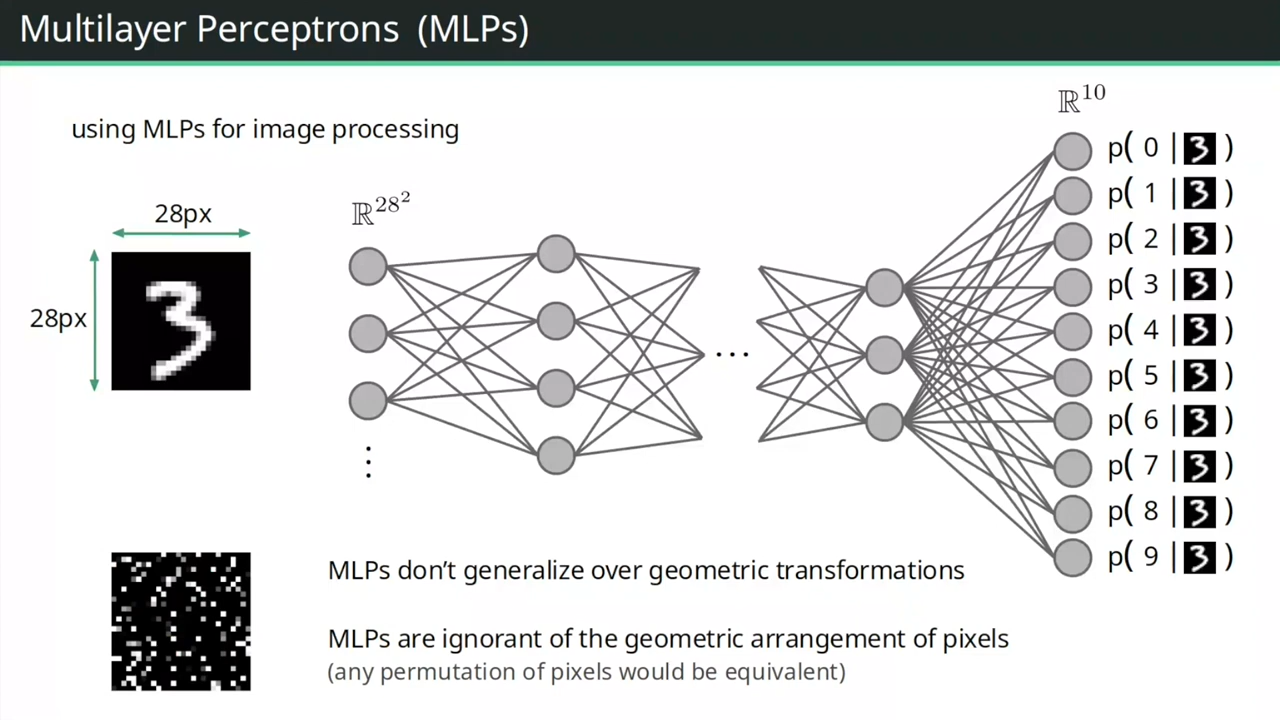 Multilayer Perceptrons (MLPs)
using MLPs for image processing
28px
28px
3
ℝ^{28^2}
...
⋮
ℝ^{10}
p( 0 | 3 )
p( 1 | 3 )
p( 2 | 3 )
p( 3 | 3 )
p( 4 | 3 )
p( 5 | 3 )
p( 6 | 3 )
p( 7 | 3 )
p( 8 | 3 )
p( 9 | 3 )
MLPs don't generalize over geometric transformations
MLPs are ignorant of the geometric arrangement of pixels
(any permutation of pixels would be equivalent)